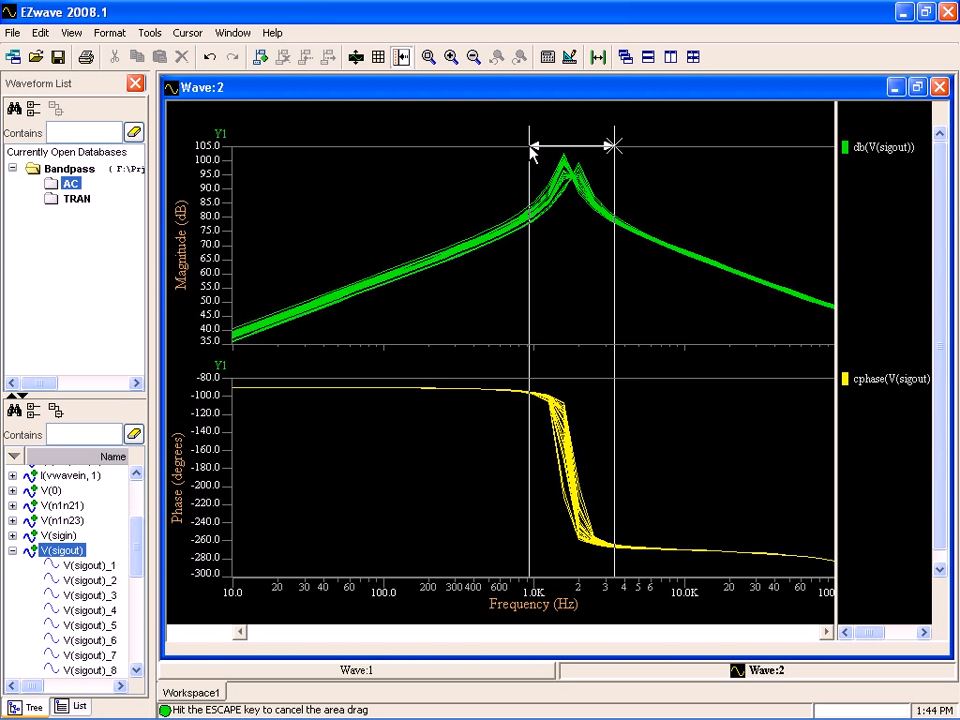 EZwave 2008.1
File Edit View Format Tools Cursor Window Help
Waveform List
Contains
Currently Open Databases
Bandpass ( F:\Prj
AC
TRAN
Contains
Name
I(vwavein, 1)
V(0)
V(n1n21)
V(n1n23)
V(sigin)
V(sigout)
V(sigout)_1
V(sigout)_2
V(sigout)_3
V(sigout)_4
V(sigout)_5
V(sigout)_6
V(sigout)_7
V(sigout)_8
Tree List
Wave:2
Y1
105.0
100.0
95.0
90.0
85.0
80.0
75.0
70.0
65.0
60.0
55.0
50.0
45.0
40.0
35.0
Magnitude (dB)
db(V(sigout))
Y1
-80.0
-100.0
-120.0
-140.0
-160.0
-180.0
-200.0
-220.0
-240.0
-260.0
-280.0
-300.0
Phase (degrees)
cphase(V(sigout)
10.0 20 30 40 60 100.0 200 300 400 600 1.0K 2 3 4 5 6 10.0K 20 30 40 60 100
Frequency (Hz)
Wave:1 Wave:2
Workspace1
Hit the ESCAPE key to cancel the area drag
1:44 PM